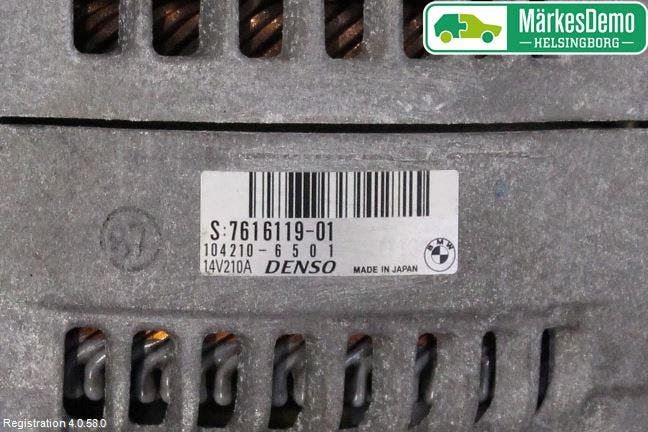 MärkesDemo
HELSINGBORG
S:7616119-01
104210-6501
14V210A DENSO MADE IN JAPAN
BMW
Registration 4.0.58.0